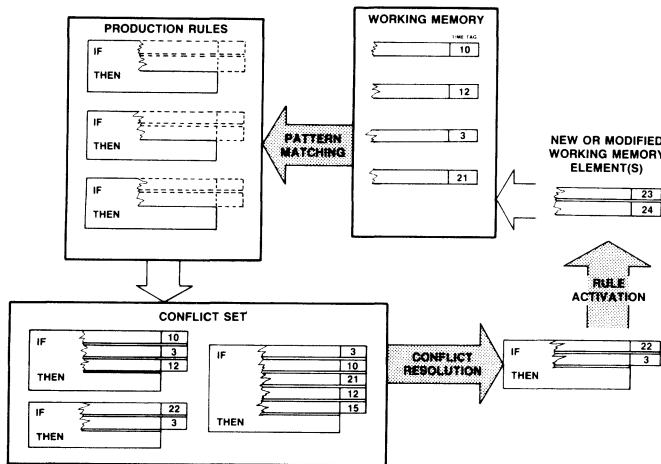 PRODUCTION RULES
IF
THEN
IF
THEN
IF
THEN
WORKING MEMORY
TIME TAG
10
12
3
21
PATTERN
MATCHING
NEW OR MODIFIED
WORKING MEMORY
ELEMENT(S)
23
24
RULE
ACTIVATION
CONFLICT SET
IF
THEN
10
3
12
IF
THEN
22
3
IF
THEN
3
10
21
12
15
CONFLICT
RESOLUTION
IF
THEN
22
3